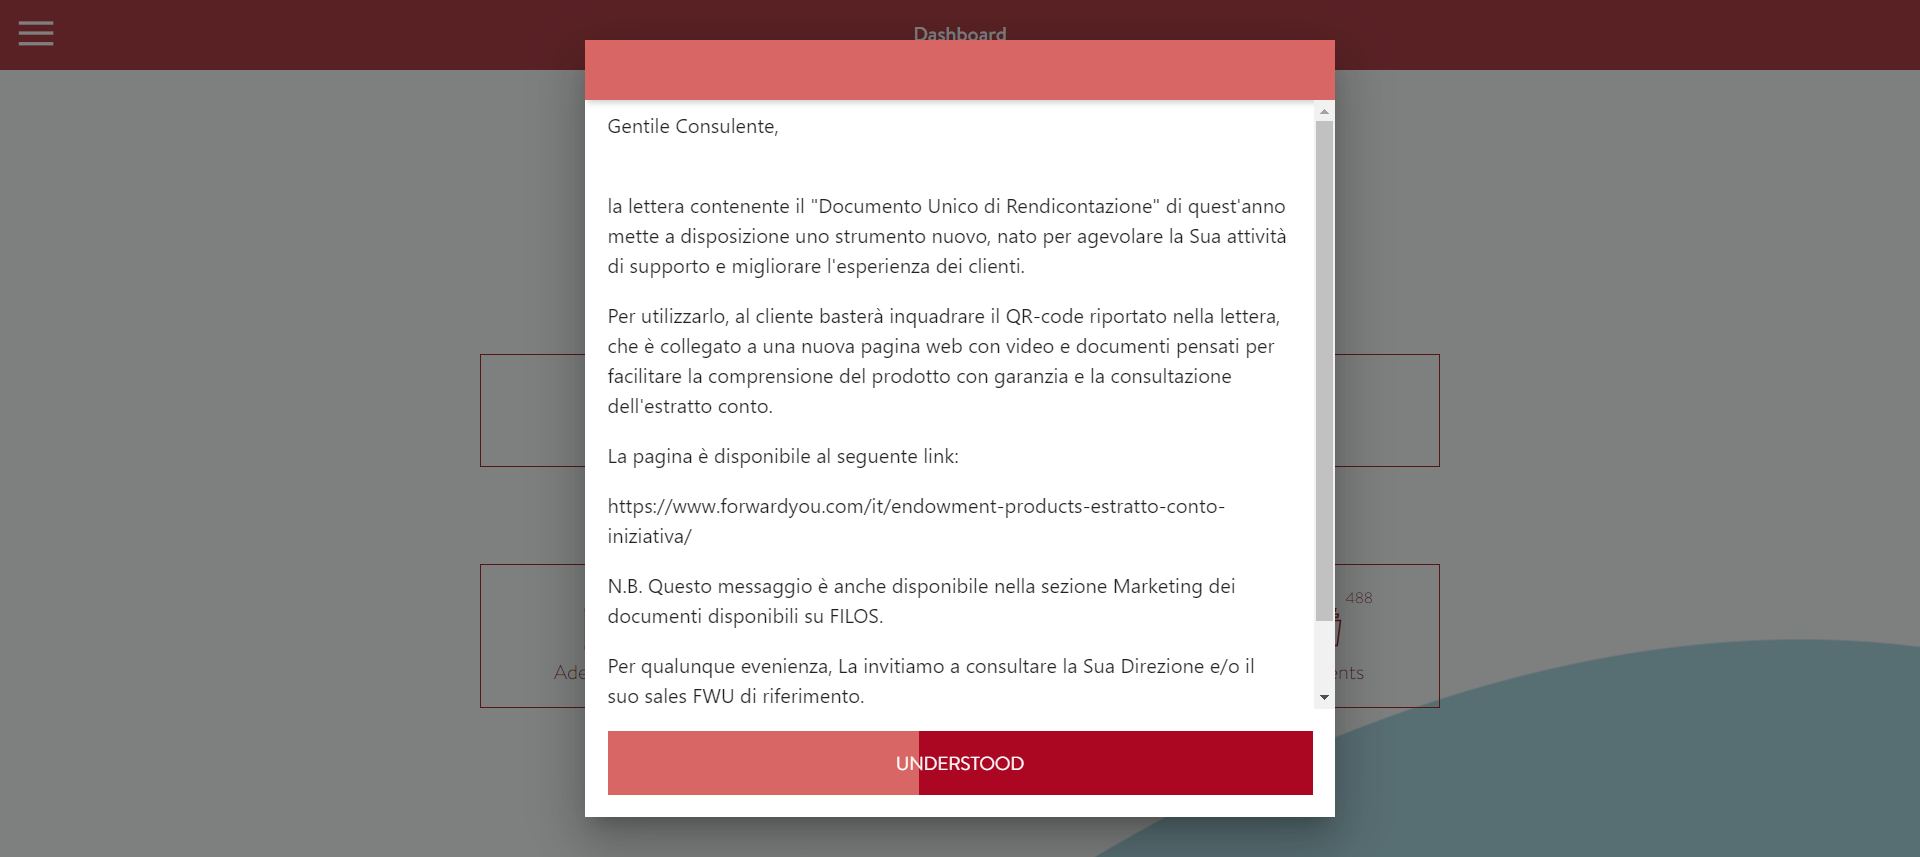 Dashboard
Gentile Consulente,
la lettera contenente il "Documento Unico di Rendicontazione" di quest'anno
mette a disposizione uno strumento nuovo, nato per agevolare la Sua attività
di supporto e migliorare l'esperienza dei clienti.
Per utilizzarlo, al cliente basterà inquadrare il QR-code riportato nella lettera,
che è collegato a una nuova pagina web con video e documenti pensati per
facilitare la comprensione del prodotto con garanzia e la consultazione
dell'estratto conto.
La pagina è disponibile al seguente link:
https://www.forwardyou.com/it/endowment-products-estratto-conto-
iniziativa/
N.B. Questo messaggio è anche disponibile nella sezione Marketing dei
documenti disponibili su FILOS.
Per qualunque evenienza, La invitiamo a consultare la Sua Direzione e/o il
suo sales FWU di riferimento.
488
UNDERSTOOD